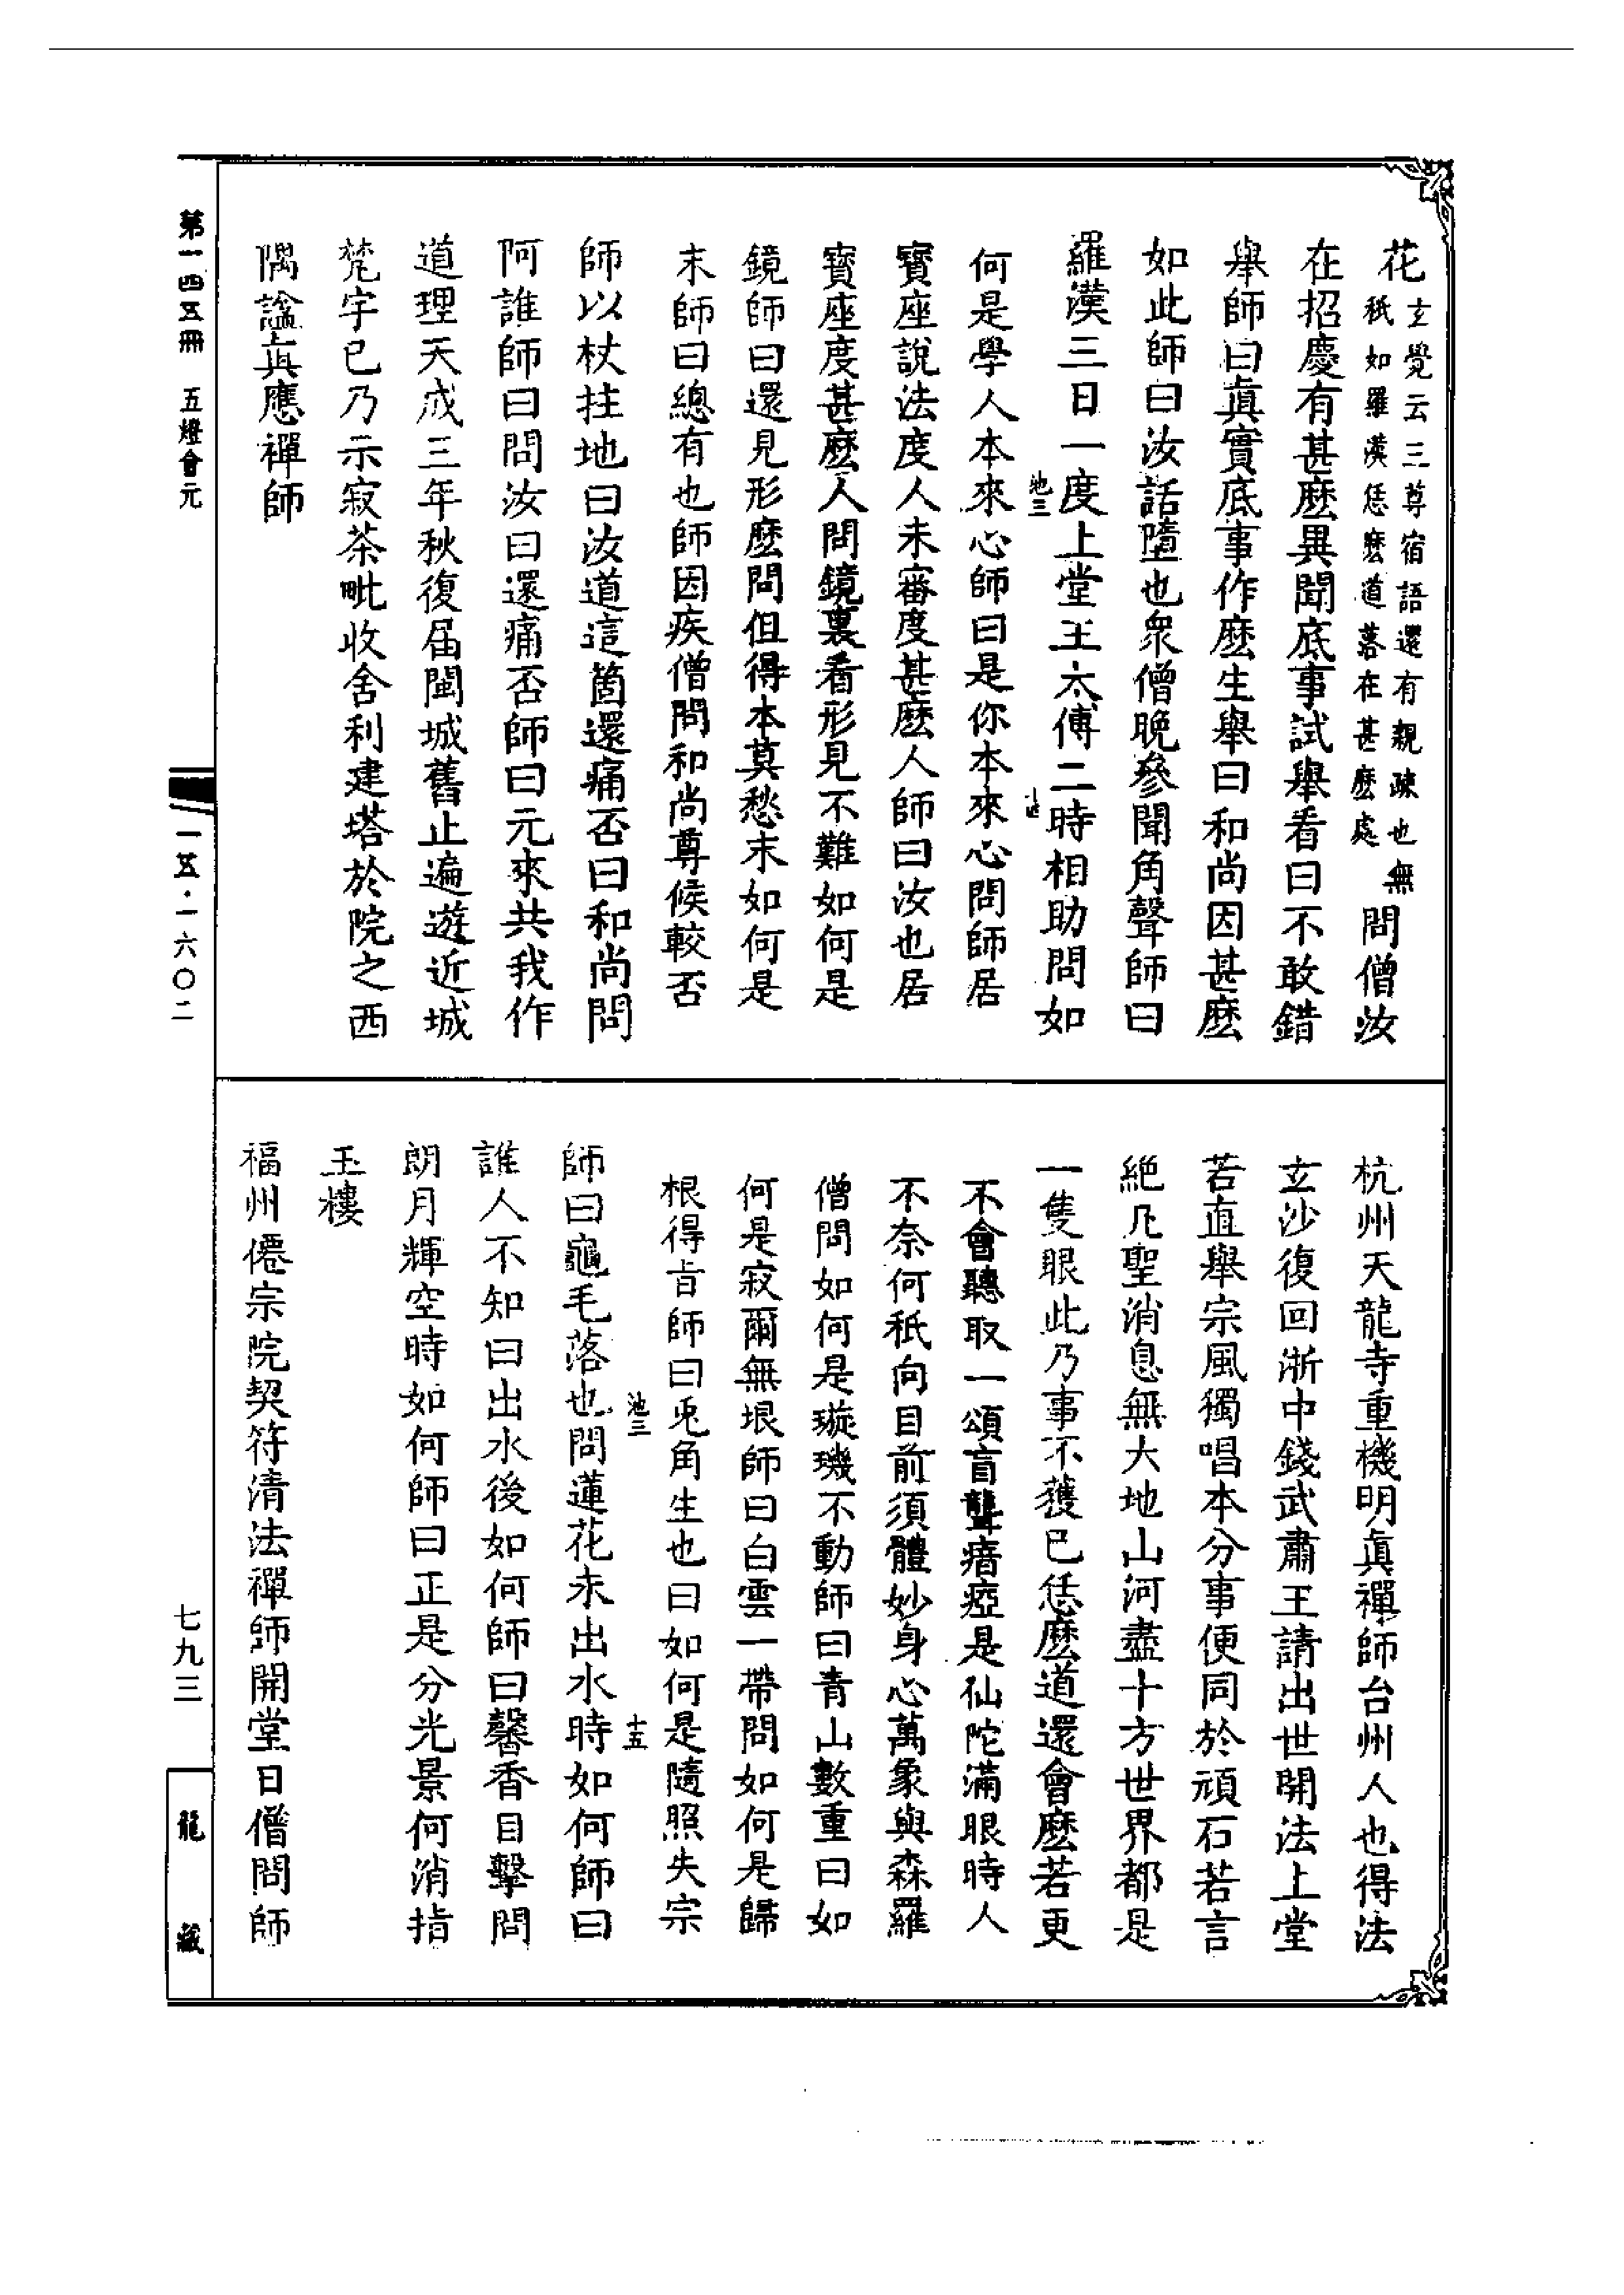 花玄覺云三尊宿語還有親疎也無祇如羅漢恁麽道落在甚麽處問僧汝
在招慶有甚麽異聞底事試舉看曰不敢錯
舉師曰眞實底事作麽生舉曰和尚因甚麽
如此師曰汝話墮也衆僧晚參聞角聲師曰
羅漢三日一度上堂王太傅二時相助問如
池三
何是學人本來心師曰是你本來心問師居
寶座說法度人未審度甚麽人師曰汝也居
寶座度甚麽人問鏡裏看形見不難如何是
鏡師曰還見形麽問但得本莫愁末如何是
末師曰總有也師因疾僧問和尚尊候較否
師以杖拄地曰汝道這箇還痛否曰和尚問
阿誰師曰問汝曰還痛否師曰元來共我作
道理天成三年秋復屆閩城舊止遍遊近城
梵宇已乃示寂茶毗收舍利建塔於院之西
隅諡眞應禪師
杭州天龍寺重機明眞禪師台州人也得法
玄沙復回浙中錢武肅王請出世開法上堂
若直舉宗風獨唱本分事便同於頑石若言
絕凡聖消息無大地山河盡十方世界都是
一隻眼此乃事不獲已恁麽道還會麽若更
不會聽取一頌盲聾瘖瘂是仙陀滿眼時人
不奈何祇向目前須體妙身心萬象與森羅
僧問如何是璇璣不動師曰青山數重曰如
何是寂爾無垠師曰白雲一帶問如何是歸
根得旨師曰兎角生也曰如何是隨照失宗
池三 十五
師曰龜毛落也問蓮花未出水時如何師曰
誰人不知曰出水後如何師曰馨香目擊問
朗月輝空時如何師曰正是分光景何消指
玉樓
福州僊宗院契符清法禪師開堂日僧問師
第一四五冊 五燈會元
一五·一六〇二
七九三
龍藏